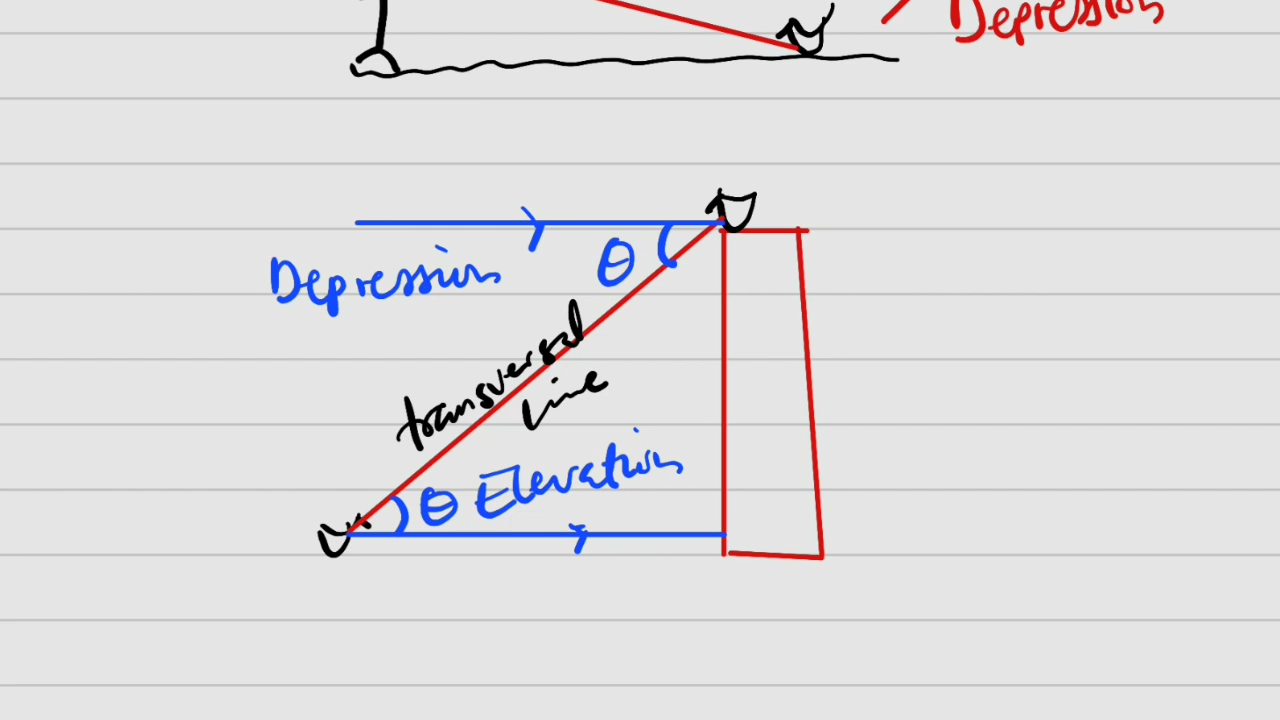 Depression
Depression θ
transversal
line
θ Elevation